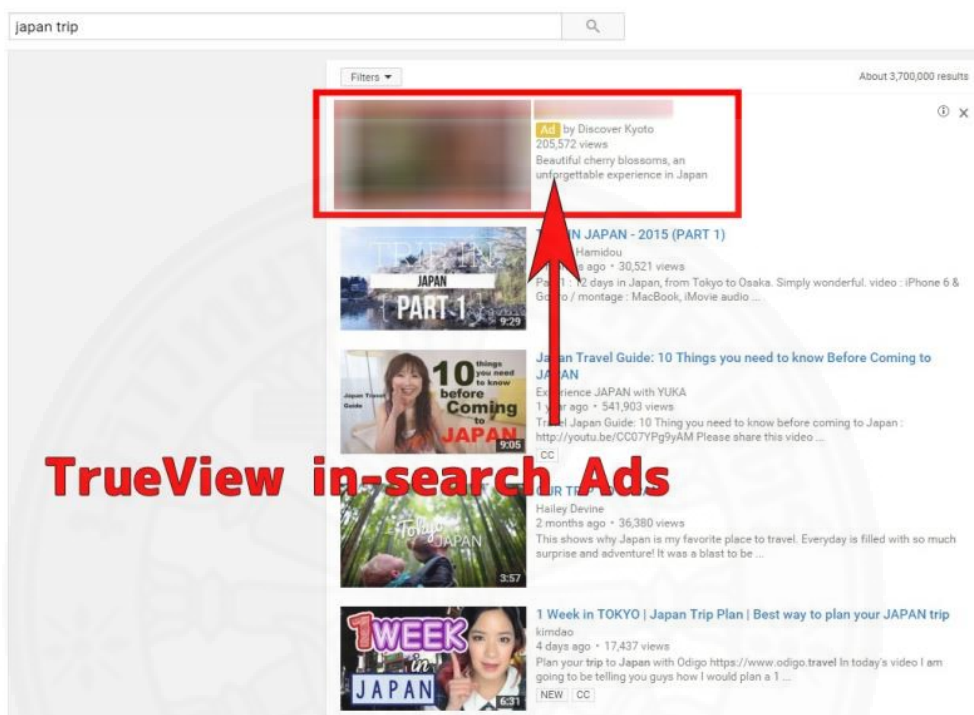 japan trip
Filters
About 3,700,000 results
Ad by Discover Kyoto
205,572 views
Beautiful cherry blossoms, an
unforgettable experience in Japan
IN JAPAN - 2015 (PART 1)
Hamidou
ago • 30,521 views
1 : 12 days in Japan, from Tokyo to Osaka. Simply wonderful. video : iPhone 6 &
/ montage : MacBook, iMovie audio ...
TRIP IN
JAPAN
PART 1
9:29
Japan Travel Guide: 10 Things you need to know Before Coming to
JAPAN
Experience JAPAN with YUKA
1 year ago • 541,903 views
Travel Japan Guide: 10 Thing you need to know before coming to Japan :
http://youtu.be/CC07YPg9yAM Please share this video ...
CC
Japan Travel
Guide
10 things
you need
to know
before
Coming
to
JAPAN
9:05
TrueView in-search Ads
OUR TRIP
Hailey Devine
2 months ago • 36,380 views
This shows why Japan is my favorite place to travel. Everyday is filled with so much
surprise and adventure! It was a blast to be ...
Tokyo
JAPAN
3:57
1 Week in TOKYO | Japan Trip Plan | Best way to plan your JAPAN trip
kimdao
4 days ago • 17,437 views
Plan your trip to Japan with Odigo https://www.odigo.travel In today's video I am
going to be telling you guys how I would plan a 1 ...
NEW CC
1WEEK
in
JAPAN
6:31